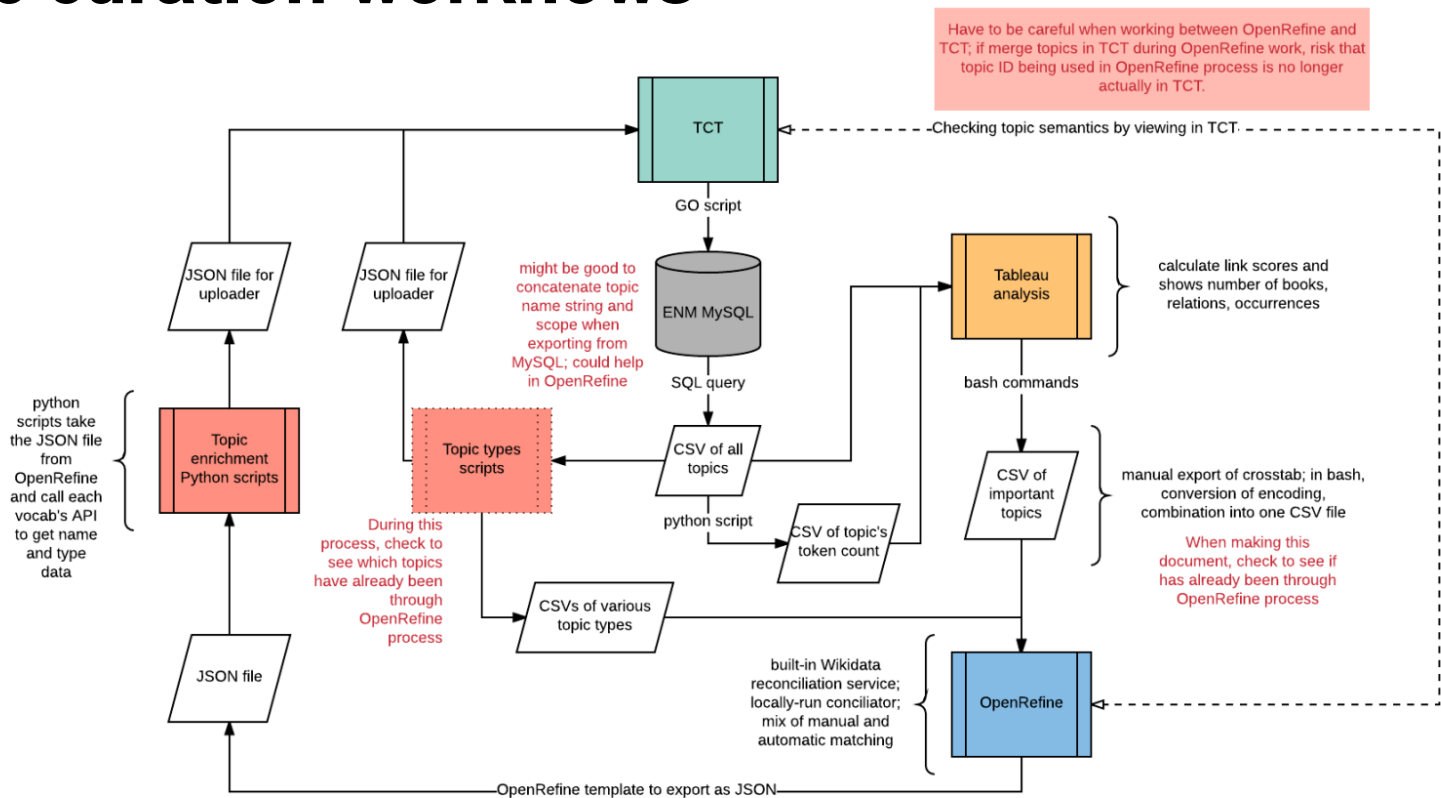 curation workflows
Have to be careful when working between OpenRefine and
TCT; if merge topics in TCT during OpenRefine work, risk that
topic ID being used in OpenRefine process is no longer
actually in TCT.
TCT
Checking topic semantics by viewing in TCT
GO script
JSON file for
uploader
JSON file for
uploader
might be good to
concatenate topic
name string and
scope when
exporting from
MySQL; could help
in OpenRefine
ENM MySQL
Tableau
analysis
calculate link scores and
shows number of books,
relations, occurrences
SQL query
bash commands
python
scripts take
the JSON file
from
OpenRefine
and call each
vocab's API
to get name
and type
data
Topic
enrichment
Python scripts
Topic types
scripts
CSV of all
topics
CSV of
important
topics
manual export of crosstab; in bash,
conversion of encoding,
combination into one CSV file
When making this
document, check to see if
has already been through
OpenRefine process
python script
CSV of topic's
token count
During this
process, check to
see which topics
have already been
through
OpenRefine
process
CSVs of various
topic types
JSON file
built-in Wikidata
reconciliation service;
locally-run conciliator;
mix of manual and
automatic matching
OpenRefine
OpenRefine template to export as JSON